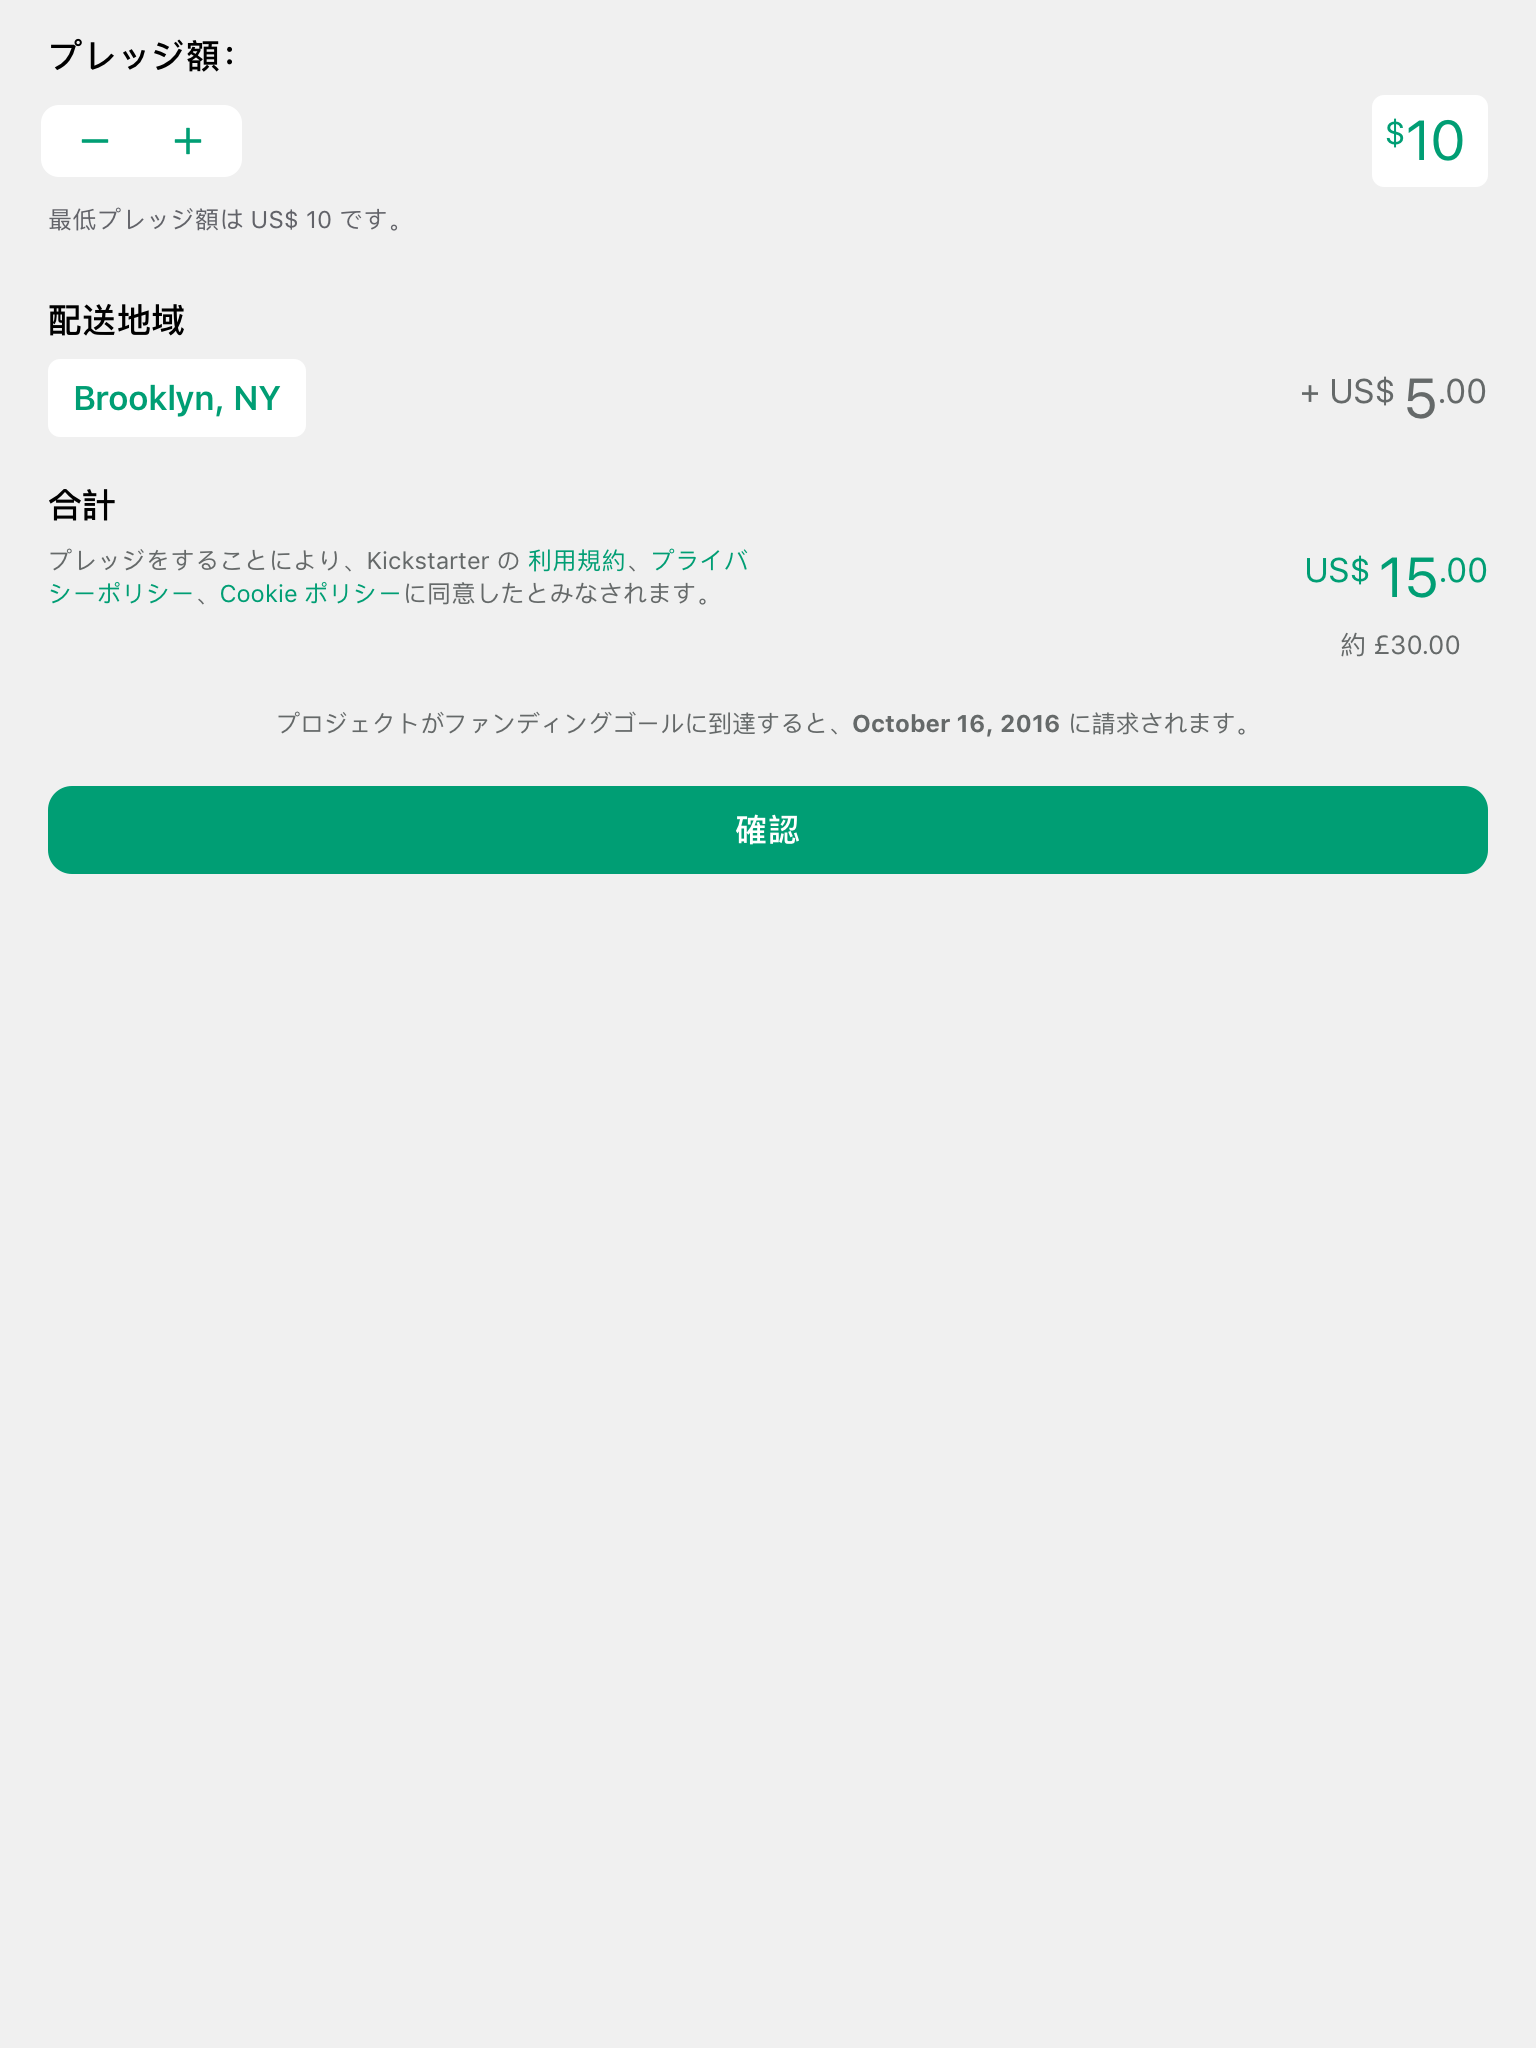 プレッジ額：
− +
$10
最低プレッジ額は US$ 10 です。
配送地域
Brooklyn, NY
+ US$ 5.00
合計
プレッジをすることにより、Kickstarter の 利用規約、プライバ
シーポリシー、Cookie ポリシーに同意したとみなされます。
US$ 15.00
約 £30.00
プロジェクトがファンディングゴールに到達すると、October 16, 2016 に請求されます。
確認